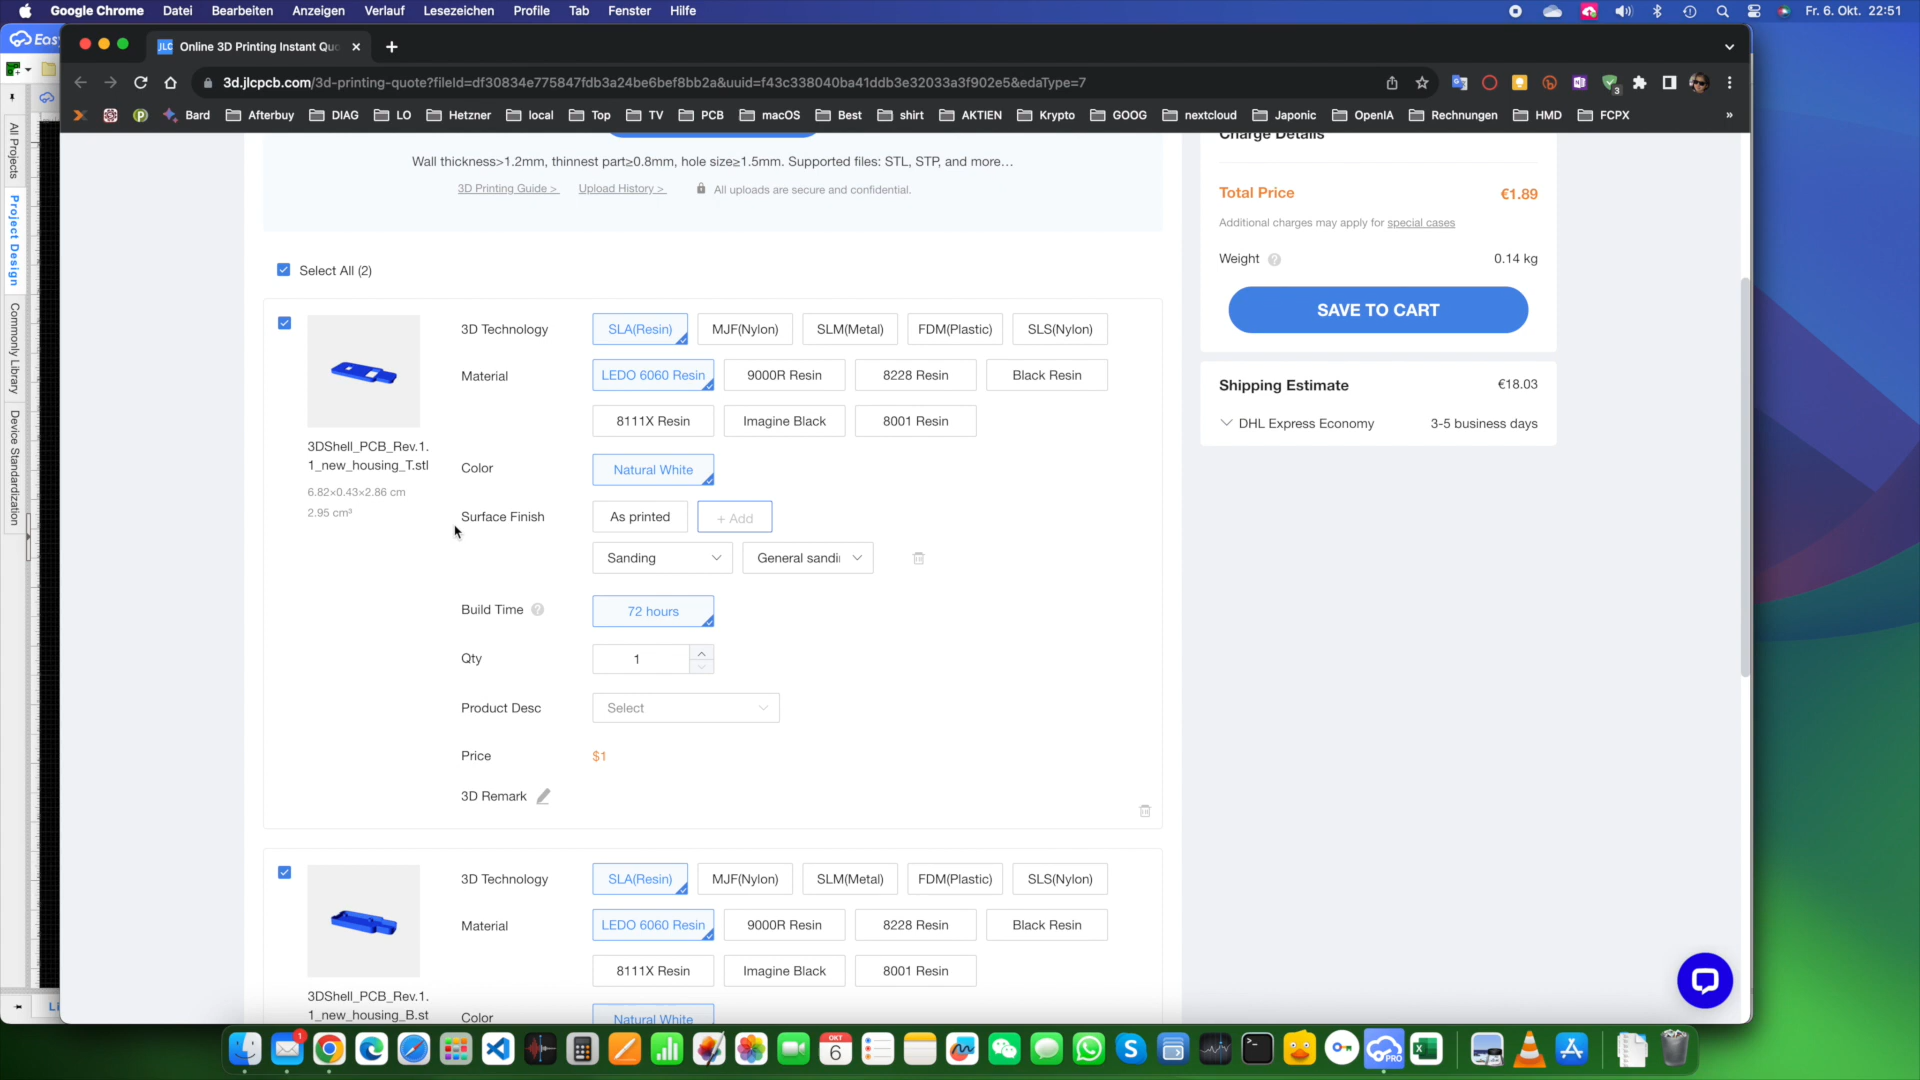 Google Chrome Datei Bearbeiten Anzeigen Verlauf Lesezeichen Profile Tab Fenster Hilfe Fr. 6. Okt. 22:51
JLC Online 3D Printing Instant Quo
3d.jlcpcb.com/3d-printing-quote?fileId=df30834e775847fdb3a24be6bef8bb2a&uuid=f43c338040ba41ddb3e32033a3f902e5&edaType=7
Bard Afterbuy DIAG LO Hetzner local Top TV PCB macOS Best shirt AKTIEN Krypto GOOG nextcloud Japonic OpenIA Rechnungen HMD FCPX »
All Projects
Project Design
Commonly Library
Device Standardization
Wall thickness>1.2mm, thinnest part≥0.8mm, hole size≥1.5mm. Supported files: STL, STP, and more...
3D Printing Guide > Upload History > All uploads are secure and confidential.
Select All (2)
3DShell_PCB_Rev.1.
1_new_housing_T.stl
6.82×0.43×2.86 cm
2.95 cm³
3D Technology SLA(Resin) MJF(Nylon) SLM(Metal) FDM(Plastic) SLS(Nylon)
Material LEDO 6060 Resin 9000R Resin 8228 Resin Black Resin
8111X Resin Imagine Black 8001 Resin
Color Natural White
Surface Finish As printed + Add
Sanding General sandi
Build Time ? 72 hours
Qty 1
Product Desc Select
Price $1
3D Remark
3DShell_PCB_Rev.1.
1_new_housing_B.st
3D Technology SLA(Resin) MJF(Nylon) SLM(Metal) FDM(Plastic) SLS(Nylon)
Material LEDO 6060 Resin 9000R Resin 8228 Resin Black Resin
8111X Resin Imagine Black 8001 Resin
Color Natural White
Charge Details
Total Price €1.89
Additional charges may apply for special cases
Weight ? 0.14 kg
SAVE TO CART
Shipping Estimate €18.03
DHL Express Economy 3-5 business days
1
OKT
6
PRO